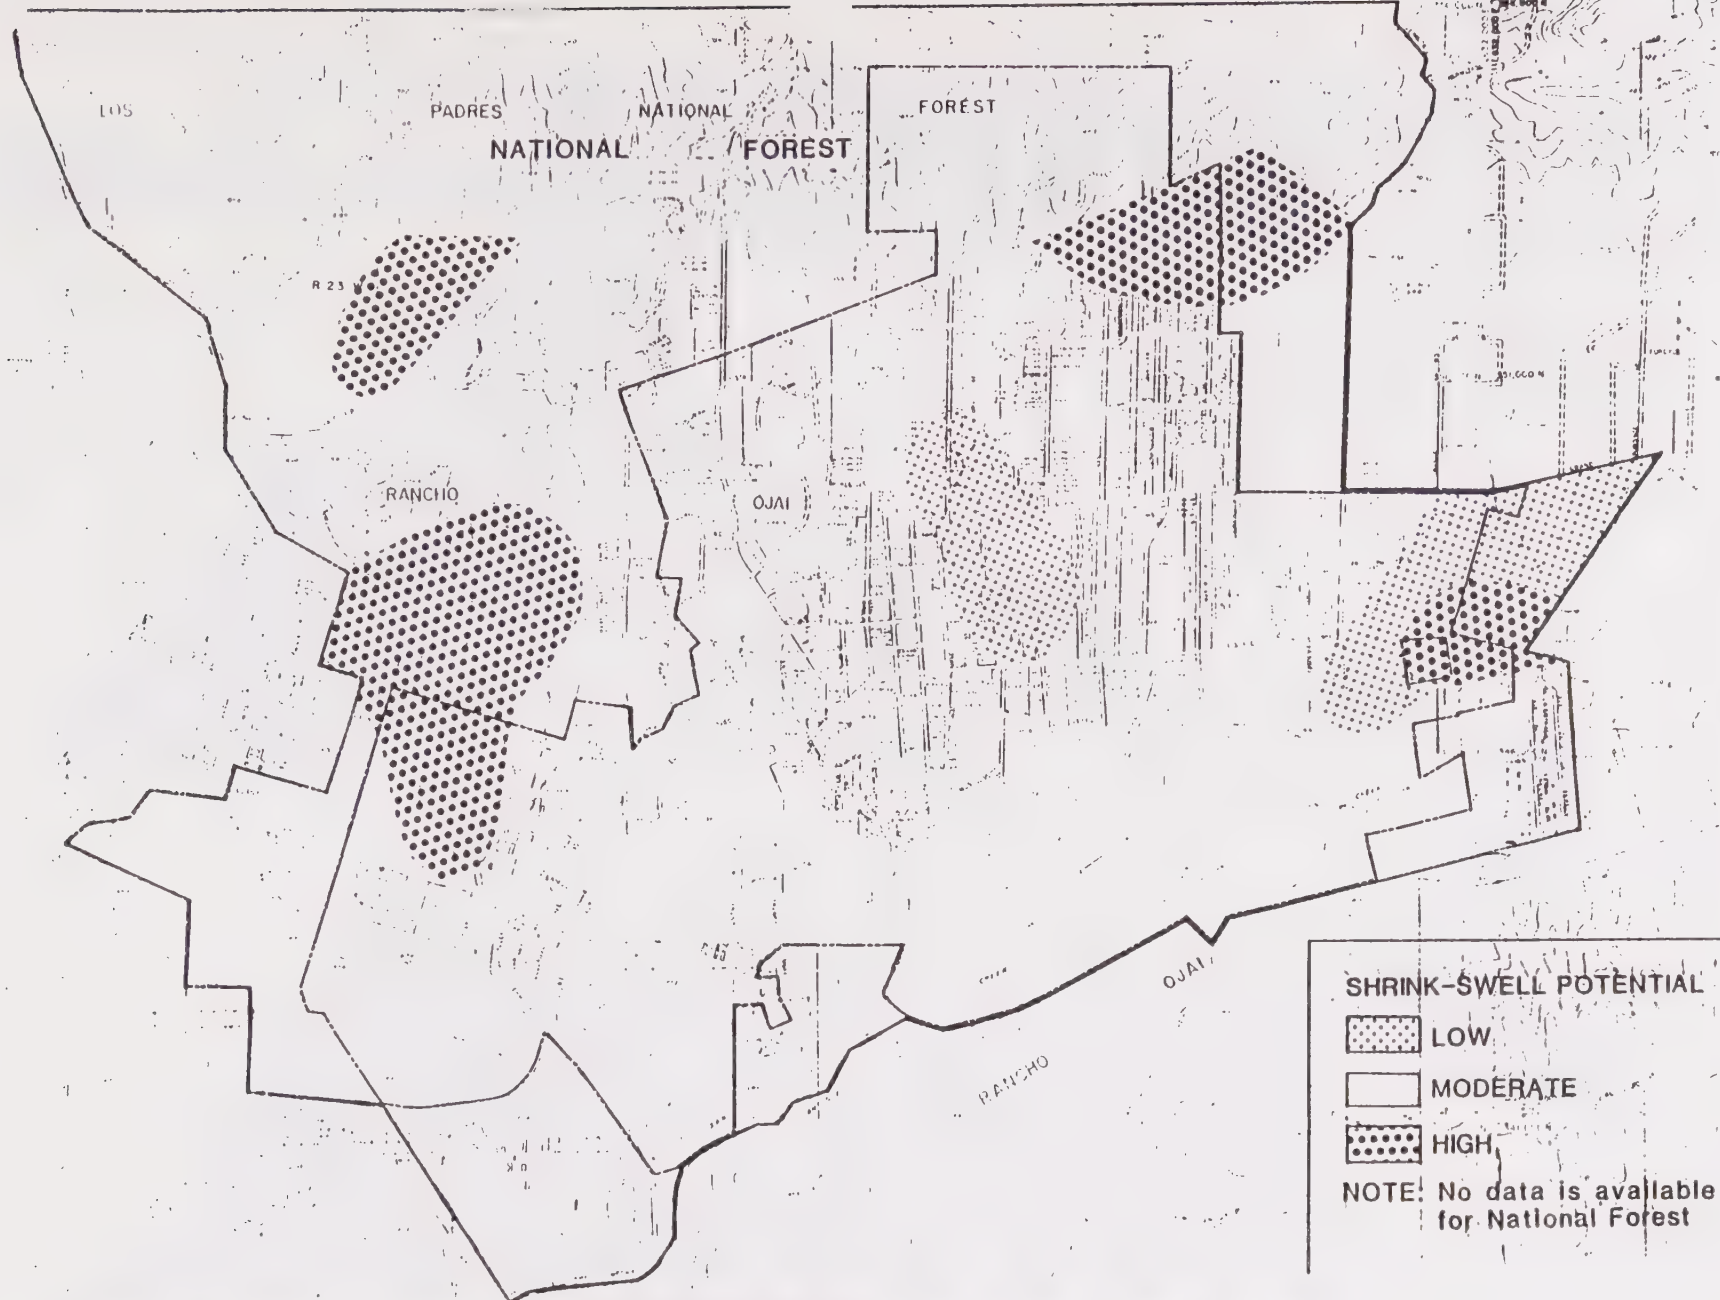 LOS PADRES NATIONAL FOREST
NATIONAL FOREST
R 23
RANCHO
OJAI
OJAI
RANCHO
SHRINK-SWELL POTENTIAL
LOW
MODERATE
HIGH
NOTE: No data is available
for National Forest